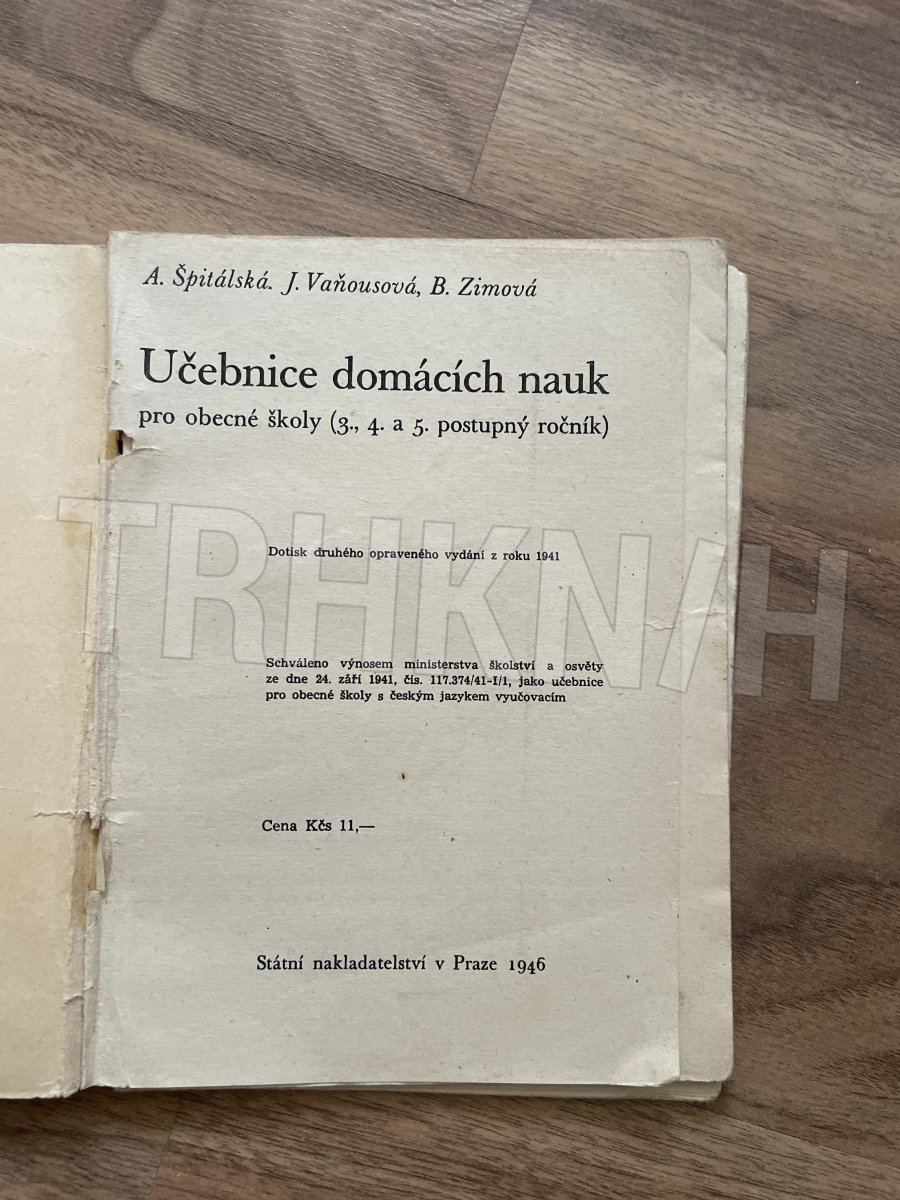 A. Špitálská. J. Vaňousová, B. Zimová
Učebnice domácích nauk
pro obecné školy (3., 4. a 5. postupný ročník)
Dotisk druhého opraveného vydání z roku 1941
TRHKNIH
Schváleno výnosem ministerstva školství a osvěty
ze dne 24. září 1941, čís. 117.374/41-I/1, jako učebnice
pro obecné školy s českým jazykem vyučovacím
Cena Kčs 11,—
Státní nakladatelství v Praze 1946